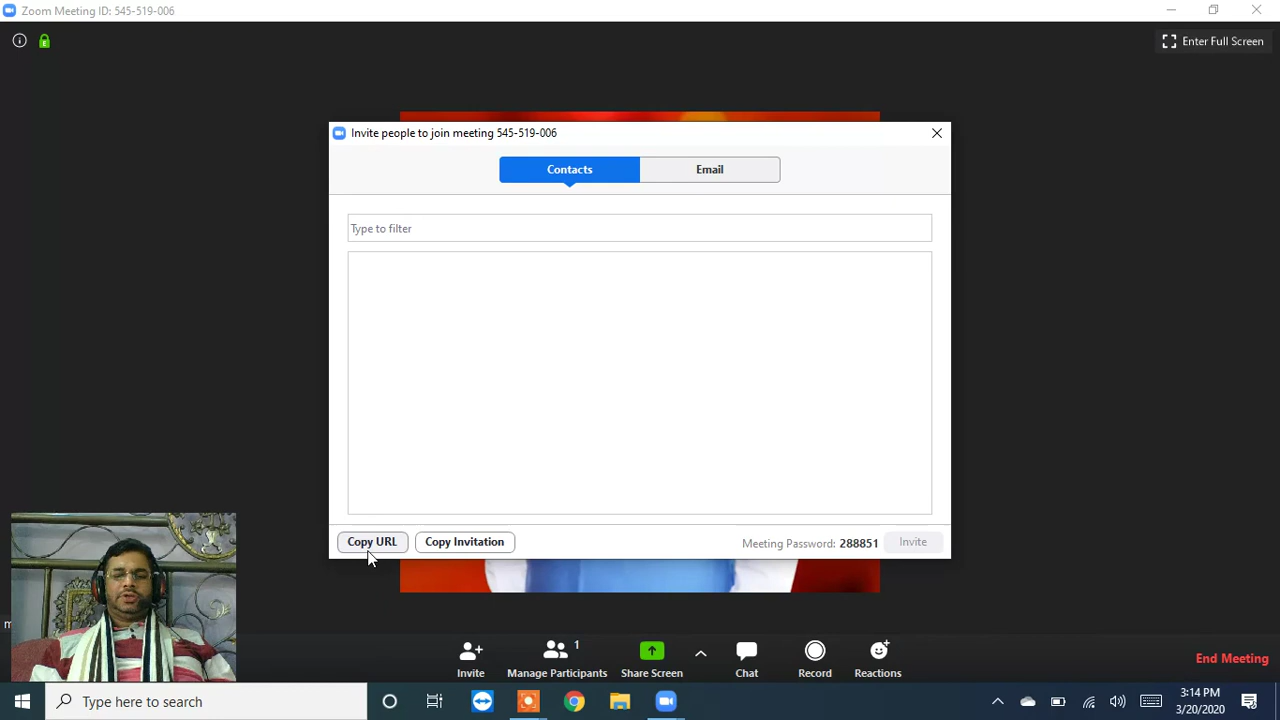 Zoom Meeting ID: 545-519-006
Enter Full Screen
Invite people to join meeting 545-519-006
Contacts
Email
Type to filter
Copy URL
Copy Invitation
Meeting Password: 288851
Invite
m
1
Invite
Manage Participants
Share Screen
Chat
Record
Reactions
End Meeting
Type here to search
3:14 PM
3/20/2020